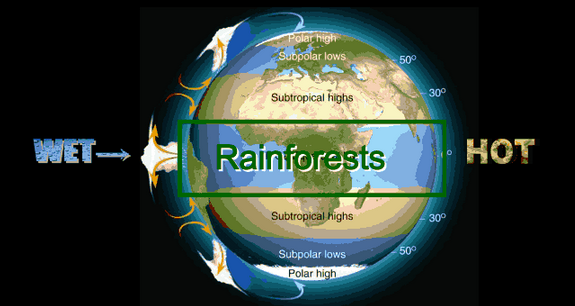 Polar high
Subpolar lows
50°
30°
Subtropical highs
WET
Rainforests
0°
HOT
Subtropical highs
30°
Subpolar lows
50°
Polar high